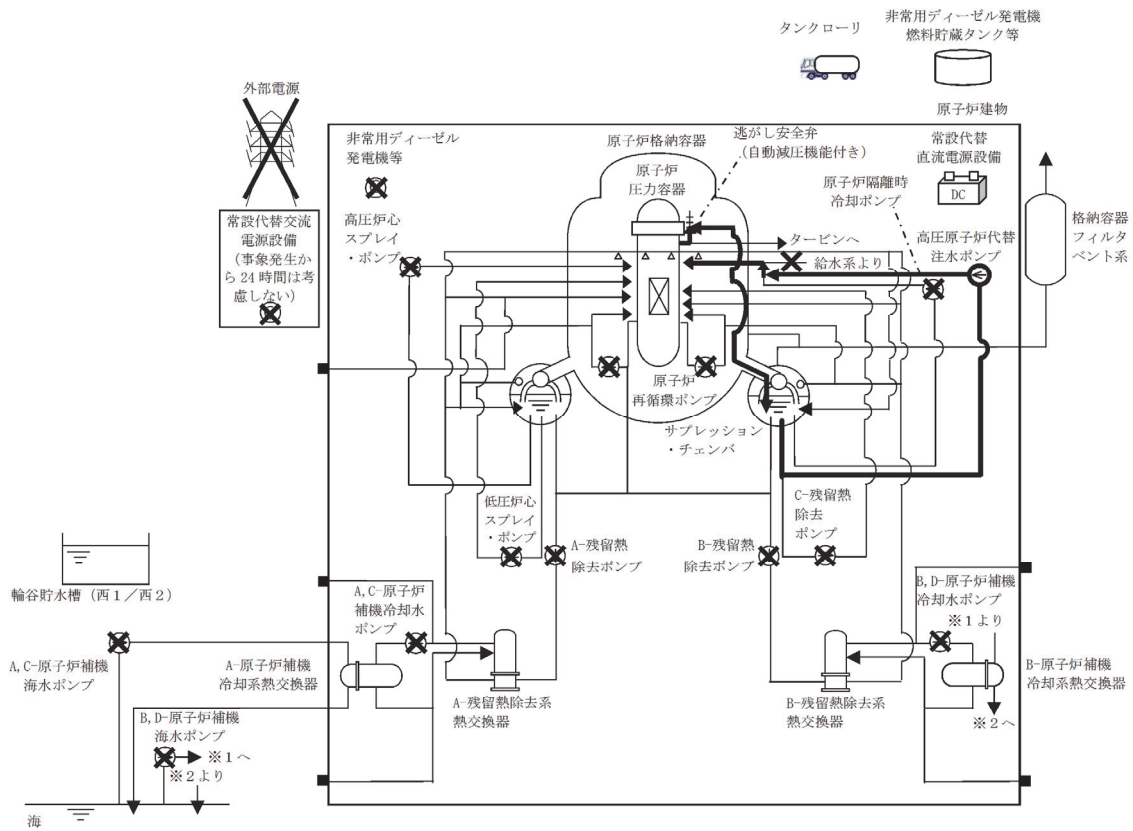 タンクローリ
非常用ディーゼル発電機
燃料貯蔵タンク等
外部電源
原子炉建物
非常用ディーゼル
発電機等
原子炉格納容器
原子炉
圧力容器
逃がし安全弁
(自動減圧機能付き)
常設代替
直流電源設備
DC
原子炉隔離時
冷却ポンプ
常設代替交流
電源設備
(事象発生か
ら24時間は考
慮しない)
高圧炉心
スプレイ
・ポンプ
タービンへ
給水系より
高圧原子炉代替
注水ポンプ
格納容器
フィルタ
ベント系
原子炉
再循環ポンプ
サプレッション
・チェンバ
低圧炉心
スプレイ
・ポンプ
A-残留熱
除去ポンプ
B-残留熱
除去ポンプ
C-残留熱
除去
ポンプ
輪谷貯水槽(西1/西2)
A,C-原子炉
補機冷却水
ポンプ
B,D-原子炉補機
冷却水ポンプ
※1より
A,C-原子炉補機
海水ポンプ
A-原子炉補機
冷却系熱交換器
A-残留熱除去系
熱交換器
B-残留熱除去系
熱交換器
B-原子炉補機
冷却系熱交換器
※2へ
B,D-原子炉補機
海水ポンプ
※1へ
※2より
海